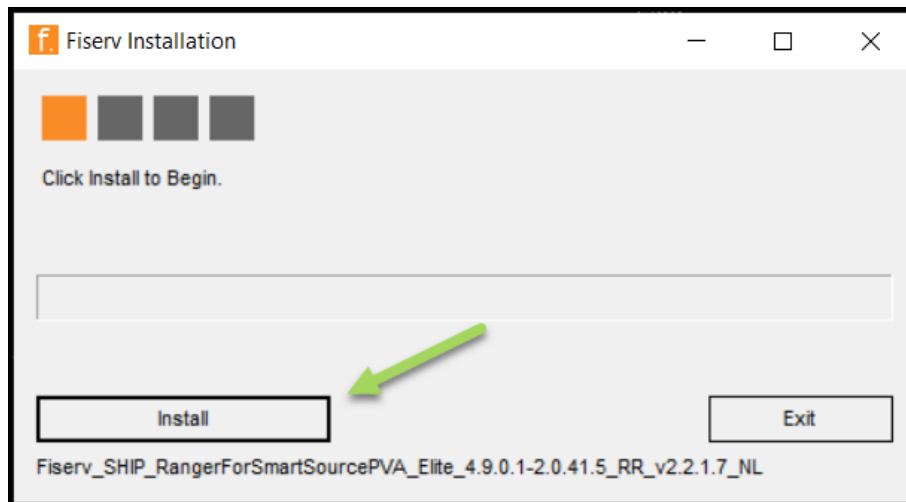 f.
Fiserv Installation
Click Install to Begin.
Install
Exit
Fiserv_SHIP_RangerForSmartSourcePVA_Elite_4.9.0.1-2.0.41.5_RR_v2.2.1.7_NL